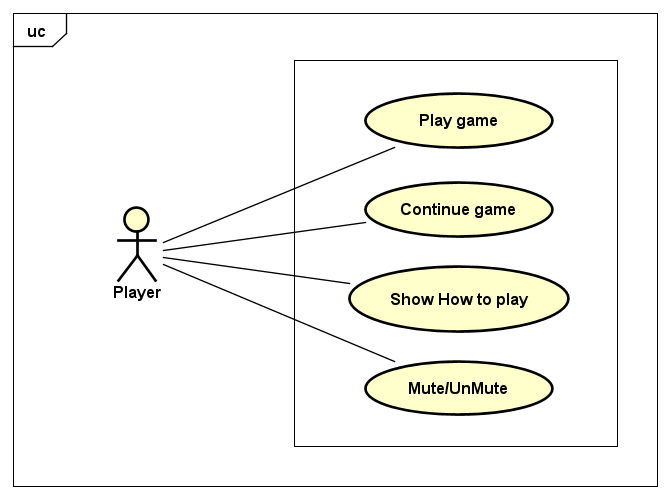 uc
Play game
Continue game
Show How to play
Mute/UnMute
Player